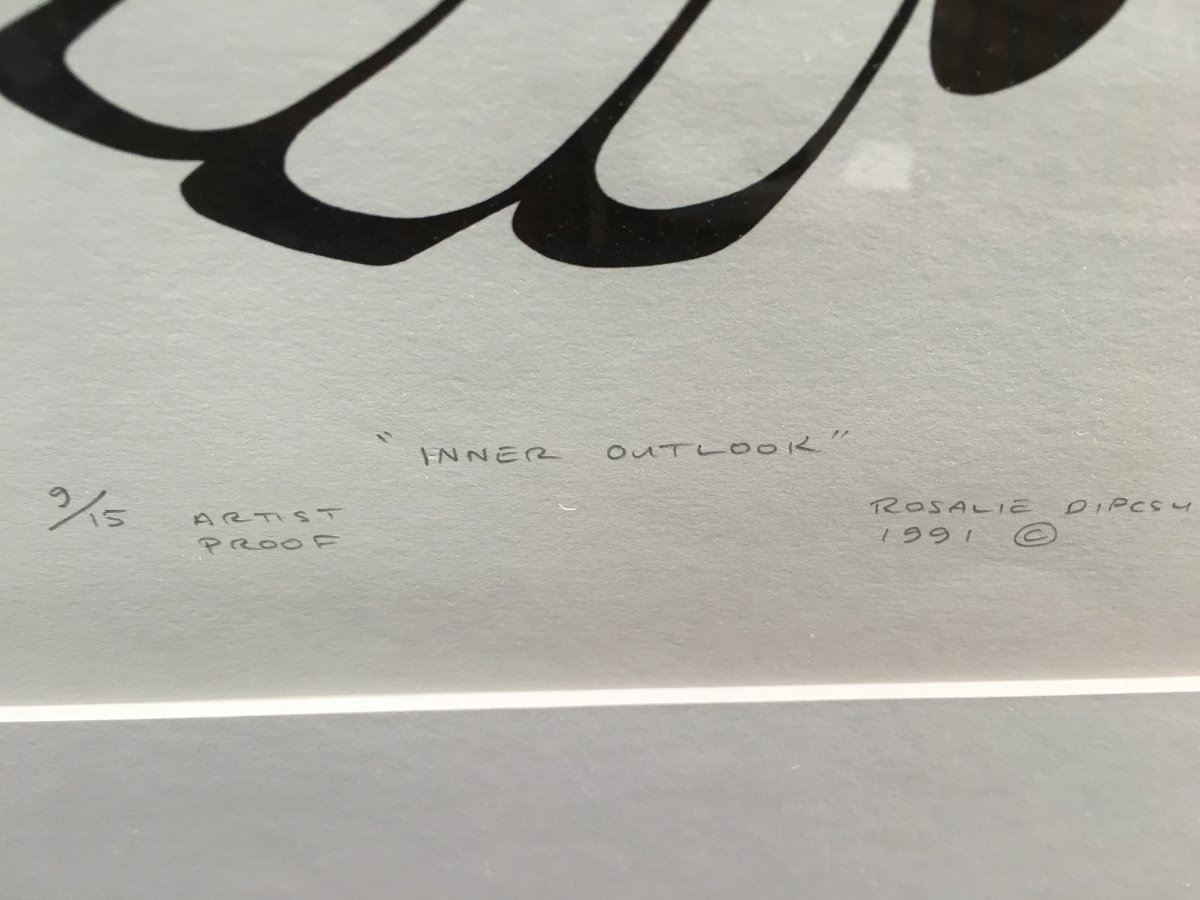 "INNER OUTLOOK"
9/15 ARTIST PROOF
ROSALIE DIPCSU
1991 ©